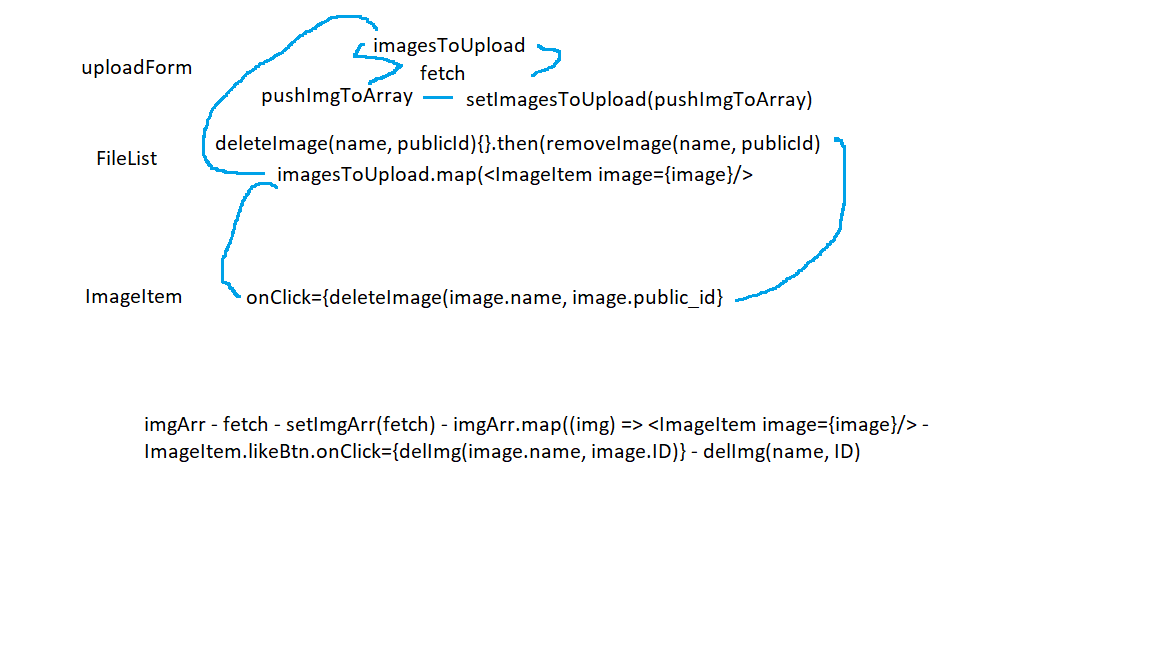 imagesToUpload
uploadForm
fetch
pushImgToArray
setImagesToUpload(pushImgToArray)
deleteImage(name, publicId){}.then(removeImage(name, publicId)
FileList
imagesToUpload.map(<ImageItem image={image}/>
ImageItem
onClick={deleteImage(image.name, image.public_id}
imgArr - fetch - setImgArr(fetch) - imgArr.map((img) => <ImageItem image={image}/> -
ImageItem.likeBtn.onClick={delImg(image.name, image.ID)} - delImg(name, ID)